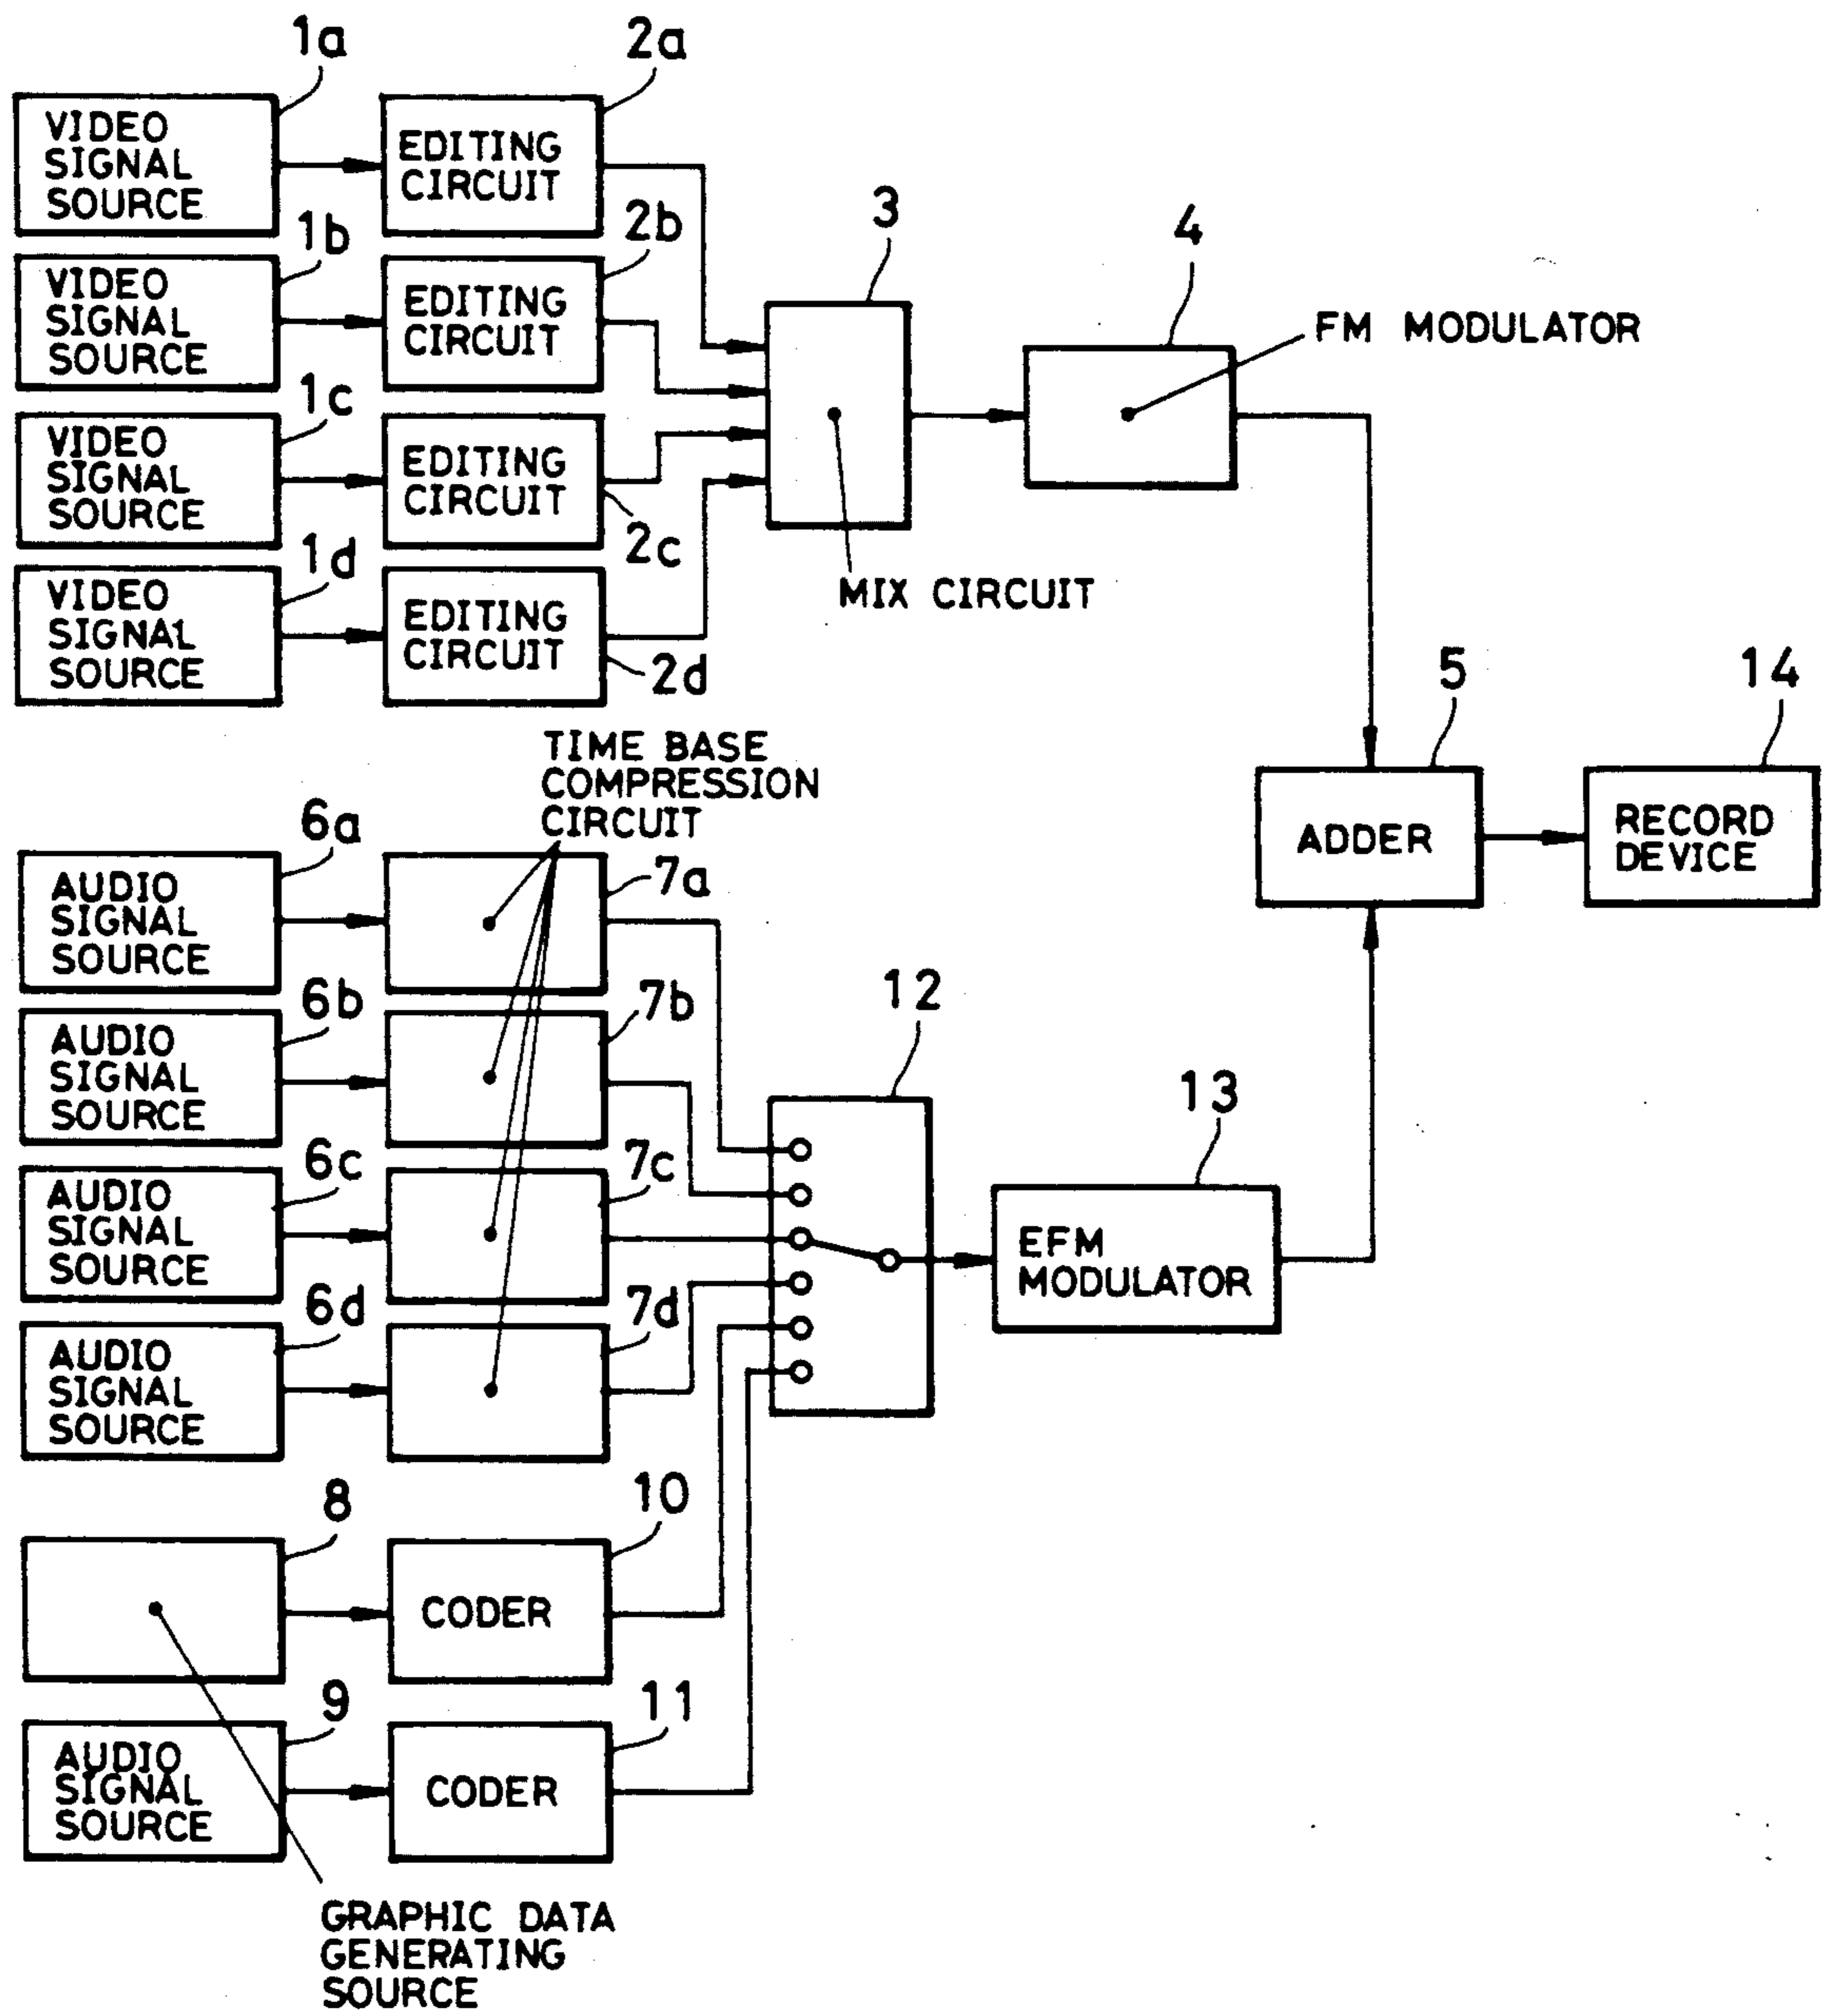 1a
2a
VIDEO
SIGNAL
SOURCE
EDITING
CIRCUIT
1b
2b
VIDEO
SIGNAL
SOURCE
EDITING
CIRCUIT
3
4
FM MODULATOR
1c
VIDEO
SIGNAL
SOURCE
EDITING
CIRCUIT
2c
1d
VIDEO
SIGNAL
SOURCE
EDITING
CIRCUIT
2d
MIX CIRCUIT
5
14
ADDER
RECORD
DEVICE
TIME BASE
COMPRESSION
CIRCUIT
6a
AUDIO
SIGNAL
SOURCE
7a
6b
AUDIO
SIGNAL
SOURCE
7b
12
13
6c
AUDIO
SIGNAL
SOURCE
7c
EFM
MODULATOR
6d
AUDIO
SIGNAL
SOURCE
7d
8
10
CODER
9
11
AUDIO
SIGNAL
SOURCE
CODER
GRAPHIC DATA
GENERATING
SOURCE